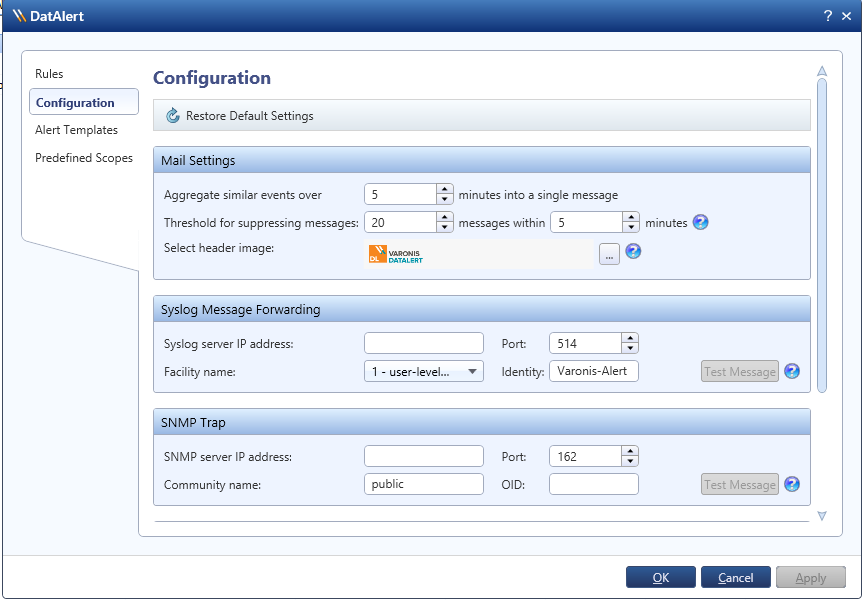 DatAlert
? ×
Rules
Configuration
Alert Templates
Predefined Scopes
Configuration
Restore Default Settings
Mail Settings
Aggregate similar events over 5 minutes into a single message
Threshold for suppressing messages: 20 messages within 5 minutes ?
Select header image: DL VARONIS DATALERT ... ?
Syslog Message Forwarding
Syslog server IP address: Port: 514
Facility name: 1 - user-level... Identity: Varonis-Alert Test Message ?
SNMP Trap
SNMP server IP address: Port: 162
Community name: public OID: Test Message ?
OK Cancel Apply